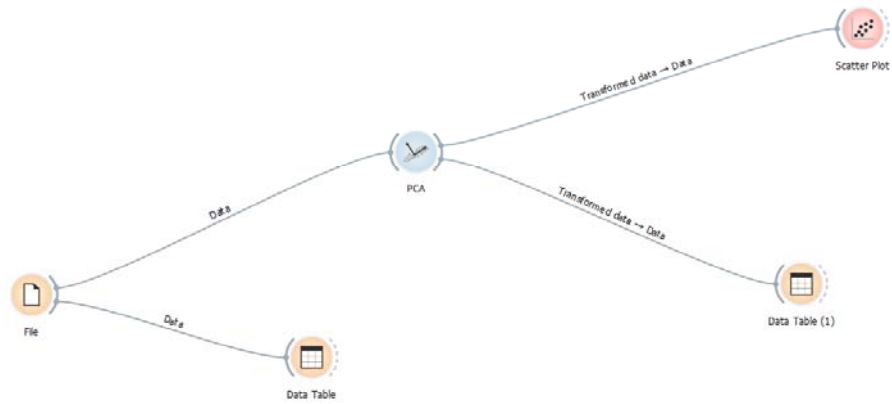 Scatter Plot
Transformed data → Data
PCA
Data
Transformed data → Data
File
Data
Data Table (1)
Data Table